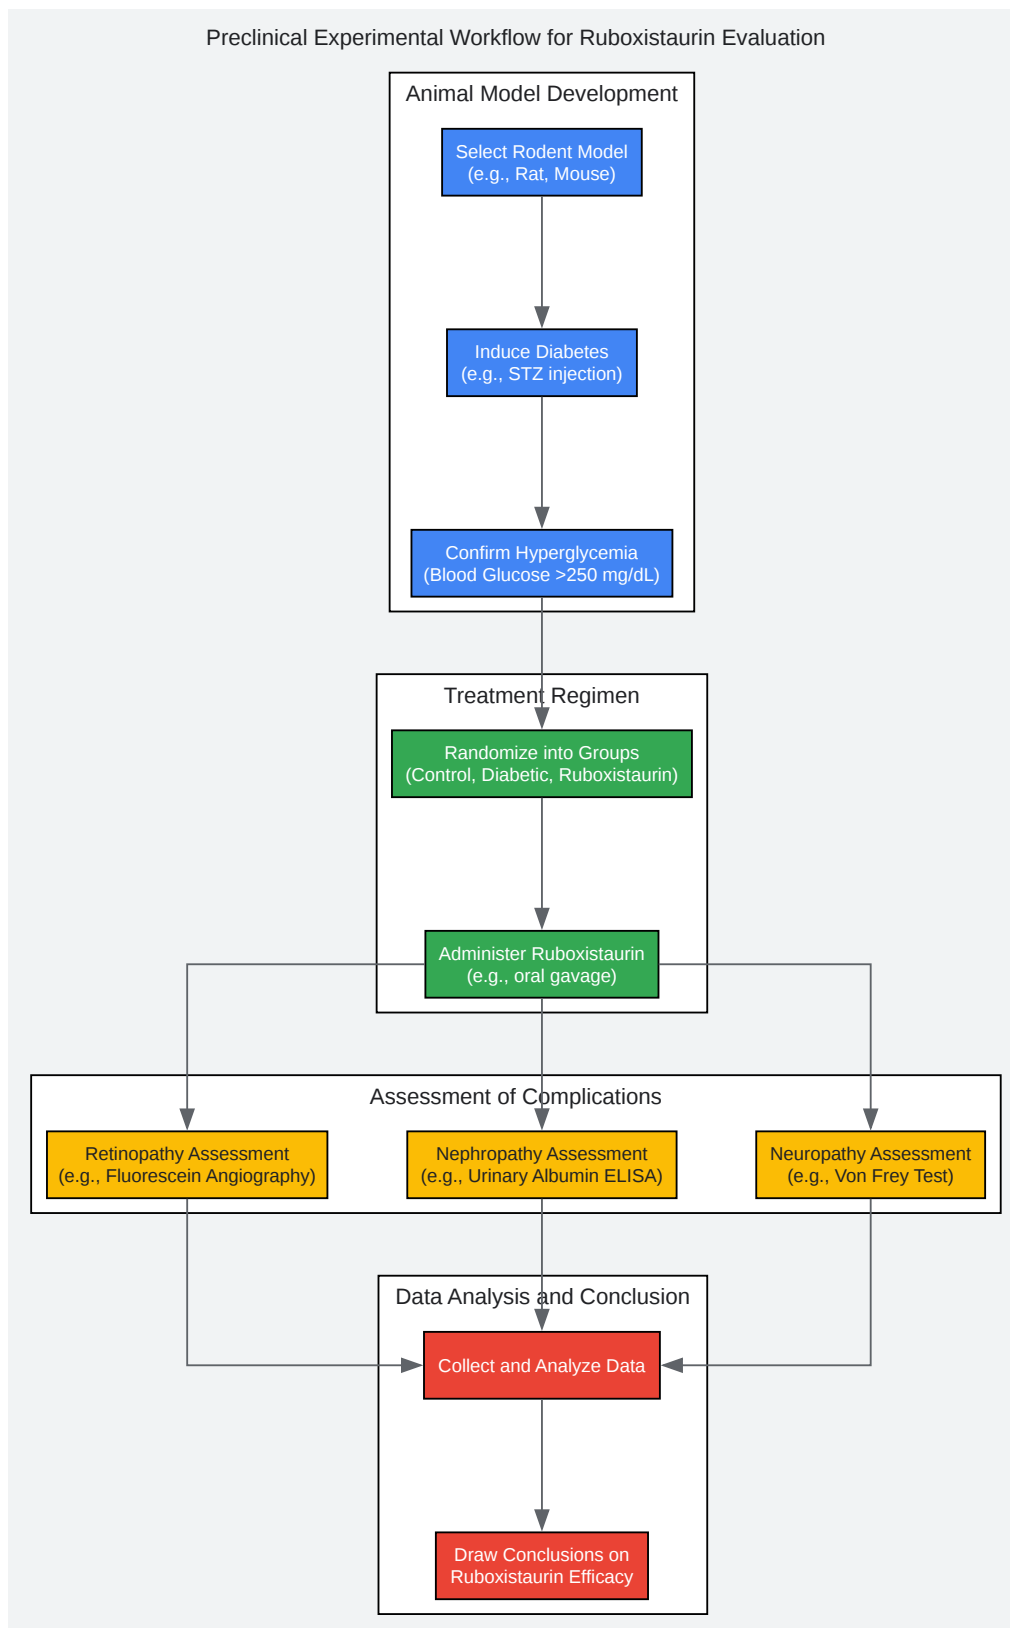 Preclinical Experimental Workflow for Ruboxistaurin Evaluation
Animal Model Development
Select Rodent Model
(e.g., Rat, Mouse)
Induce Diabetes
(e.g., STZ injection)
Confirm Hyperglycemia
(Blood Glucose >250 mg/dL)
Treatment Regimen
Randomize into Groups
(Control, Diabetic, Ruboxistaurin)
Administer Ruboxistaurin
(e.g., oral gavage)
Assessment of Complications
Retinopathy Assessment
(e.g., Fluorescein Angiography)
Nephropathy Assessment
(e.g., Urinary Albumin ELISA)
Neuropathy Assessment
(e.g., Von Frey Test)
Data Analysis and Conclusion
Collect and Analyze Data
Draw Conclusions on
Ruboxistaurin Efficacy